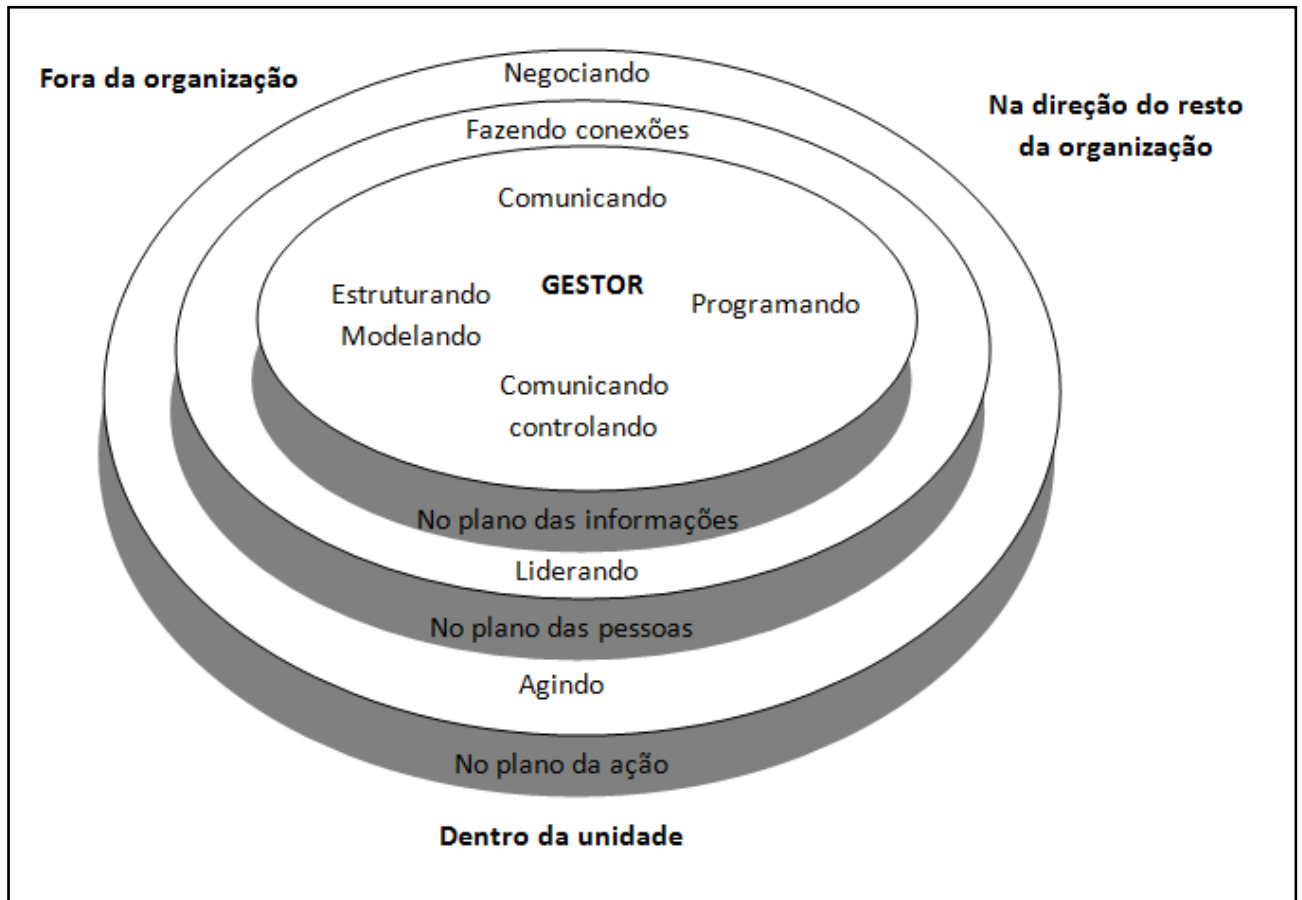 Fora da organização
Negociando
Na direção do resto
da organização
Fazendo conexões
Comunicando
GESTOR
Estruturando
Modelando
Programando
Comunicando
controlando
No plano das informações
Liderando
No plano das pessoas
Agindo
No plano da ação
Dentro da unidade